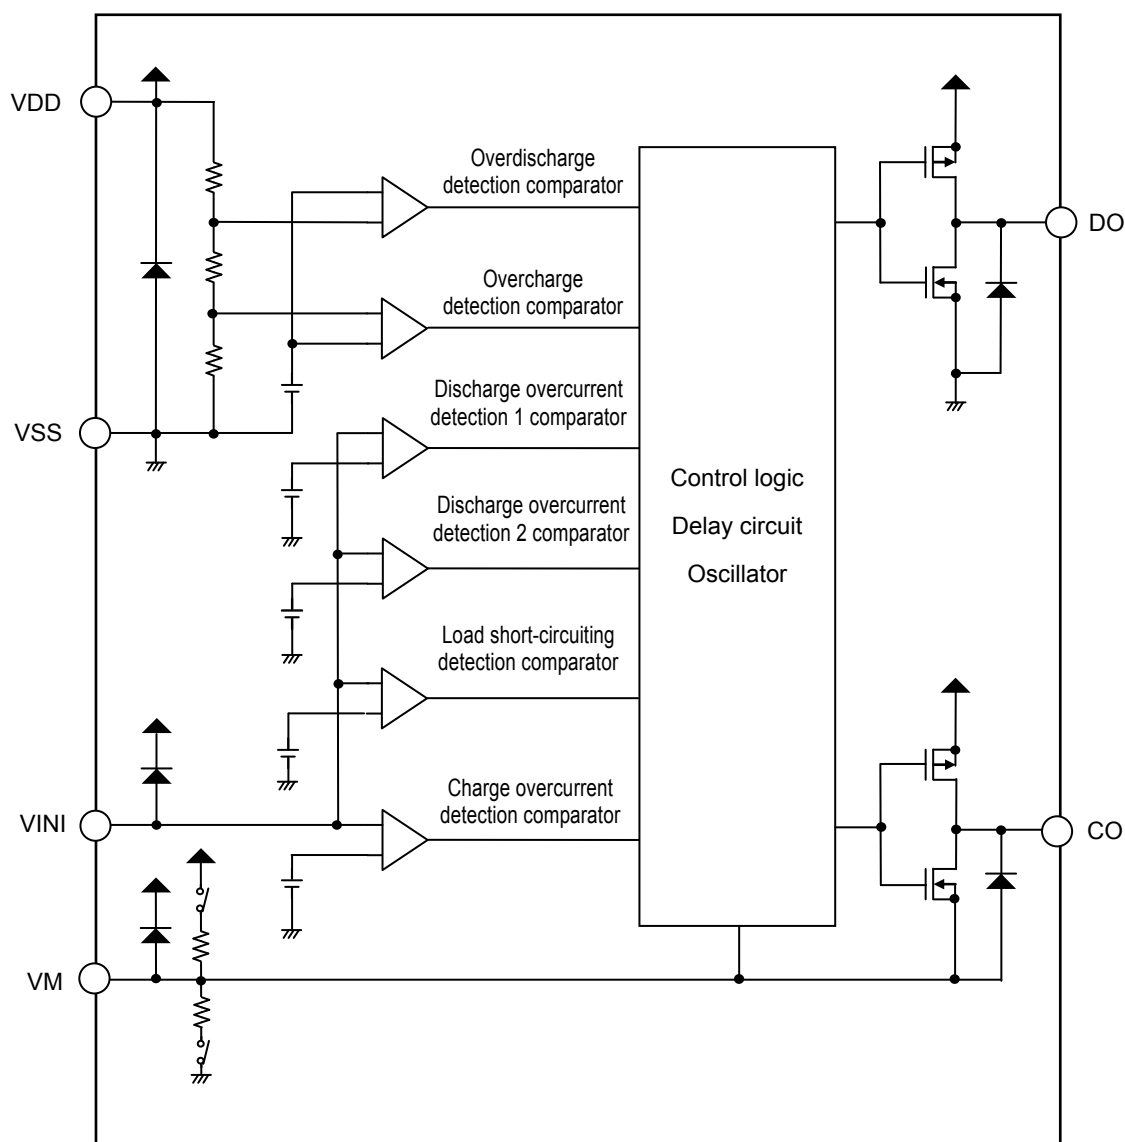 VDD
Overdischarge
detection comparator
DO
Overcharge
detection comparator
Discharge overcurrent
detection 1 comparator
VSS
Control logic
Delay circuit
Oscillator
Discharge overcurrent
detection 2 comparator
Load short-circuiting
detection comparator
VINI
Charge overcurrent
detection comparator
CO
VM